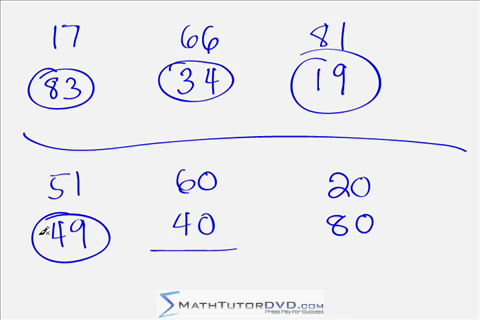 17 66 81
83 34 19
51 60 20
49 40 80
MATHTUTORDVD.COM
Press Play For Success